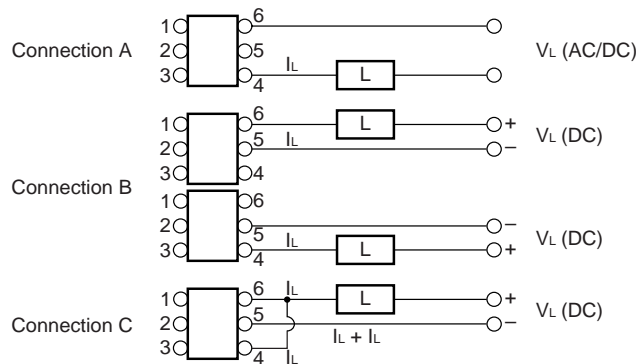 Connection A
1
2
3
6
5
4
IL
L
VL (AC/DC)
Connection B
1
2
3
6
5
4
IL
L
+
−
VL (DC)
1
2
3
6
5
4
IL
L
−
+
VL (DC)
Connection C
1
2
3
6
5
4
IL
L
IL + IL
IL
+
−
VL (DC)